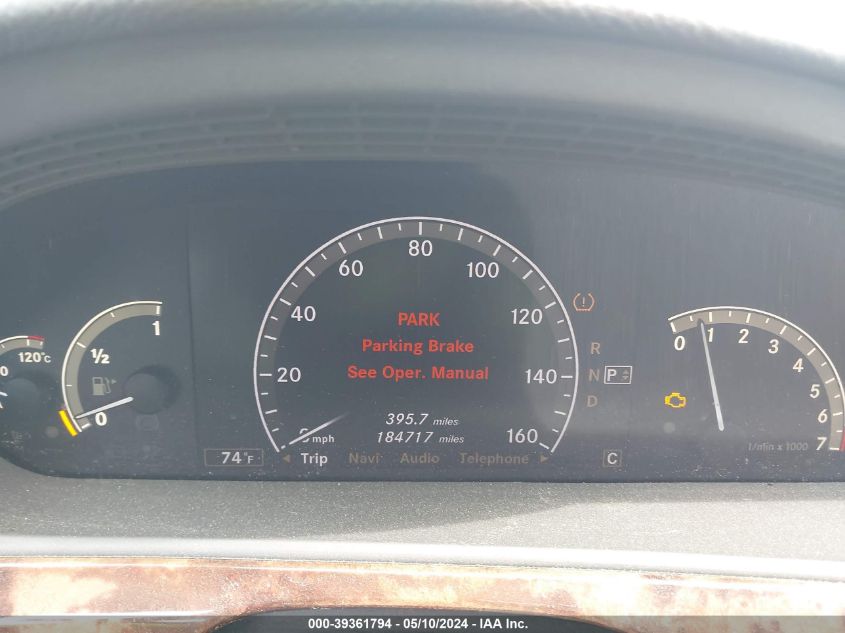 80
60
100
40
120
1
PARK
0
1
2
3
4
5
6
7
120°C
½
Parking Brake
R
See Oper. Manual
20
140
N
P
D
0
395.7 miles
mph
184717 miles
160
1/min x 1000
74°F
Trip Navi Audio Telephone
C
000-39361794 - 05/10/2024 - IAA Inc.